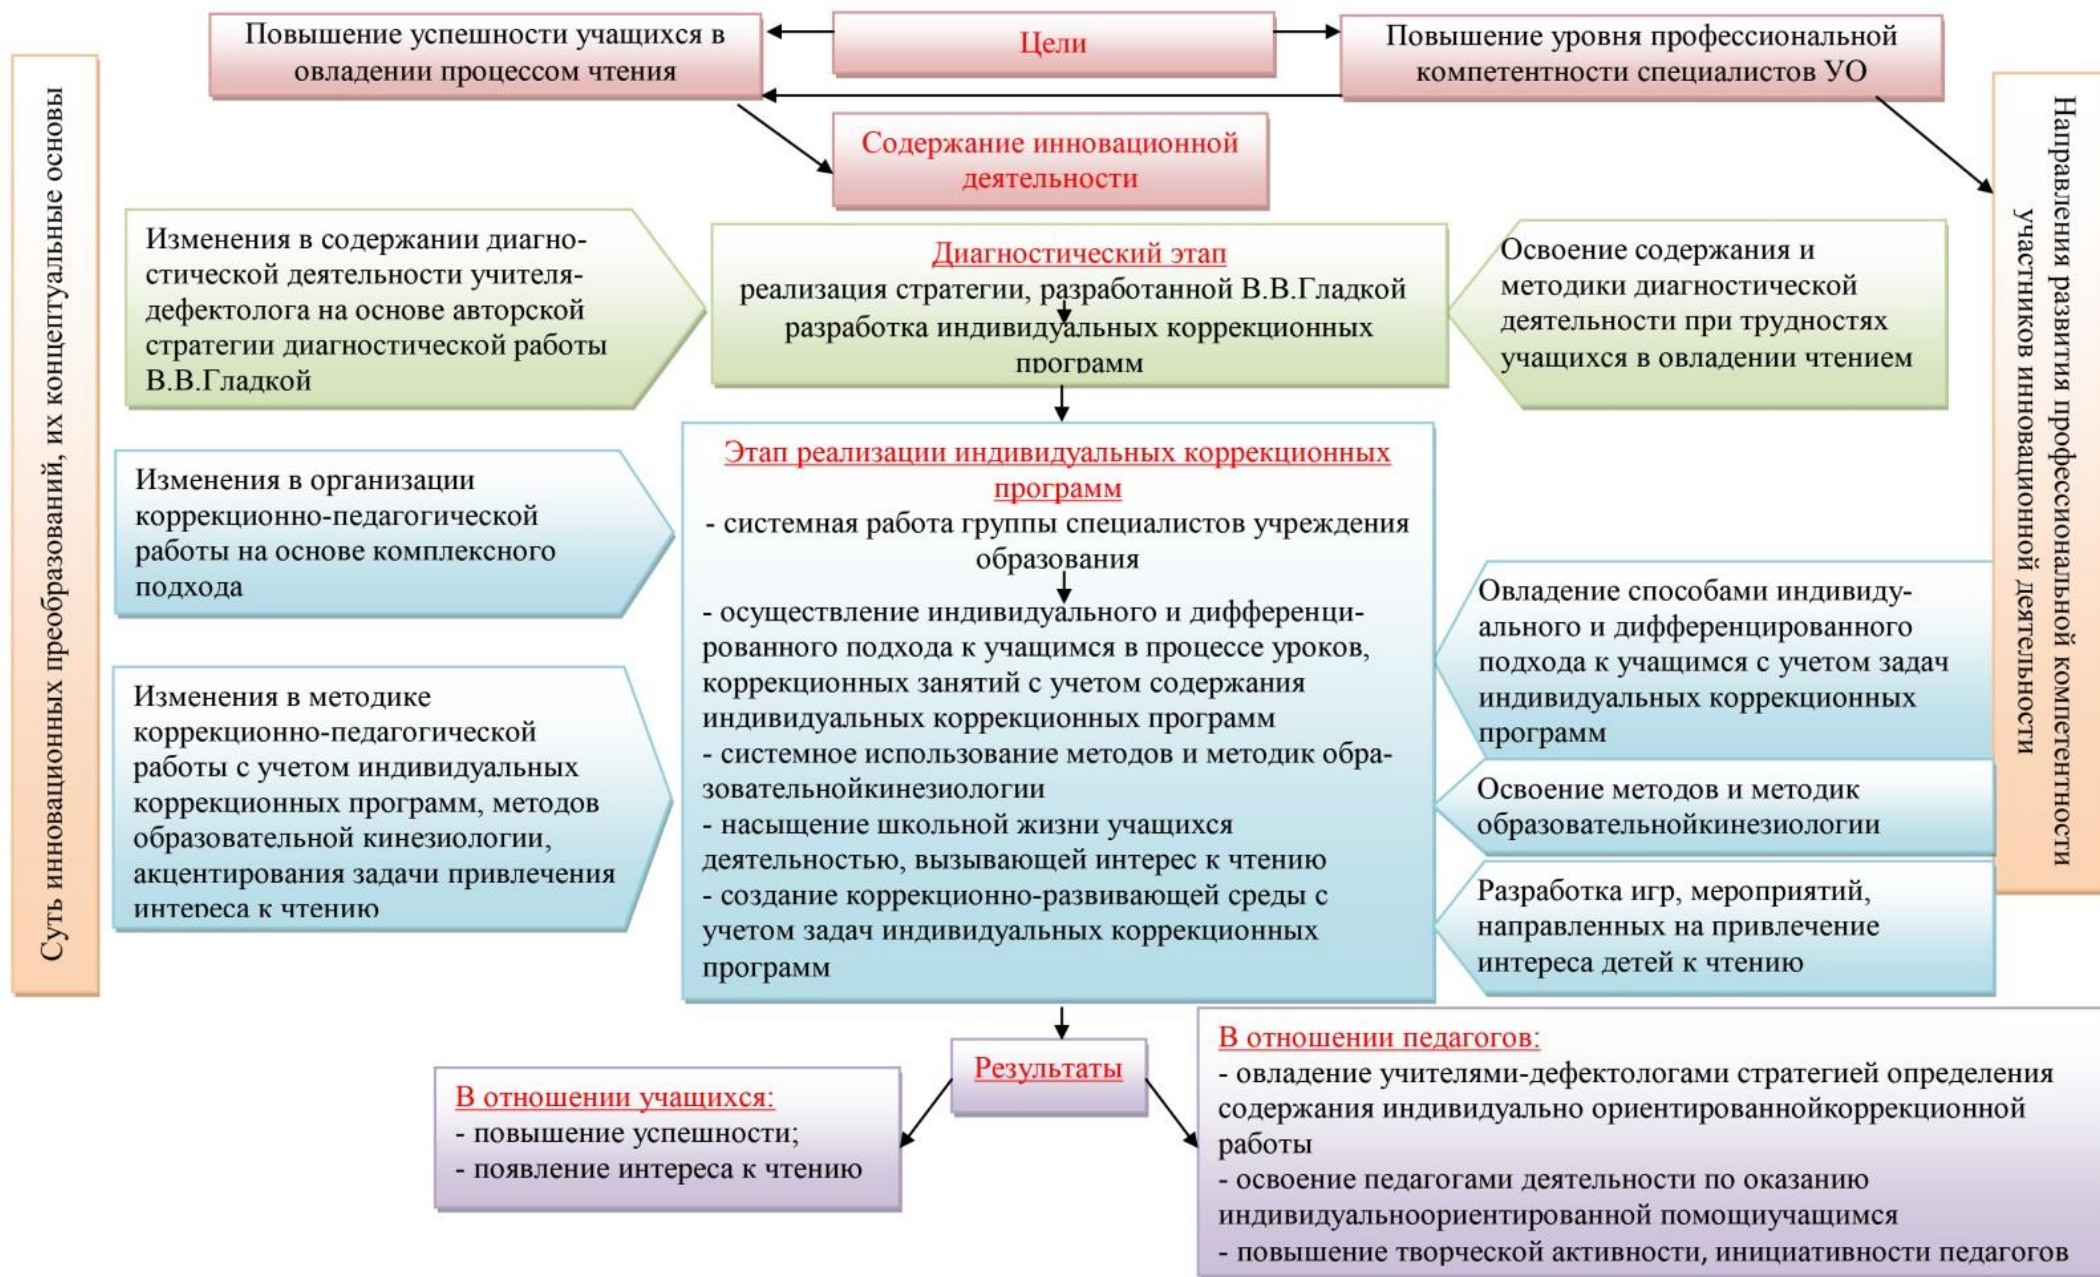 Повышение успешности учащихся в
овладении процессом чтения
Цели
Повышение уровня профессиональной
компетентности специалистов УО
Содержание инновационной
деятельности
Суть инновационных преобразований, их концептуальные основы
Изменения в содержании диагно-
стической деятельности учителя-
дефектолога на основе авторской
стратегии диагностической работы
В.В.Гладкой
Диагностический этап
реализация стратегии, разработанной В.В.Гладкой
разработка индивидуальных коррекционных
программ
Освоение содержания и
методики диагностической
деятельности при трудностях
учащихся в овладении чтением
Направления развития профессиональной компетентности
участников инновационной деятельности
Изменения в организации
коррекционно-педагогической
работы на основе комплексного
подхода
Изменения в методике
коррекционно-педагогической
работы с учетом индивидуальных
коррекционных программ, методов
образовательной кинезиологии,
акцентирования задачи привлечения
интереса к чтению
Этап реализации индивидуальных коррекционных
программ
- системная работа группы специалистов учреждения
образования
- осуществление индивидуального и дифференци-
рованного подхода к учащимся в процессе уроков,
коррекционных занятий с учетом содержания
индивидуальных коррекционных программ
- системное использование методов и методик обра-
зовательнойкинезиологии
- насыщение школьной жизни учащихся
деятельностью, вызывающей интерес к чтению
- создание коррекционно-развивающей среды с
учетом задач индивидуальных коррекционных
программ
Овладение способами индивиду-
ального и дифференцированного
подхода к учащимся с учетом задач
индивидуальных коррекционных
программ
Освоение методов и методик
образовательнойкинезиологии
Разработка игр, мероприятий,
направленных на привлечение
интереса детей к чтению
Результаты
В отношении учащихся:
- повышение успешности;
- появление интереса к чтению
В отношении педагогов:
- овладение учителями-дефектологами стратегией определения
содержания индивидуально ориентированнойкоррекционной
работы
- освоение педагогами деятельности по оказанию
индивидуальноориентированной помощиучащимся
- повышение творческой активности, инициативности педагогов